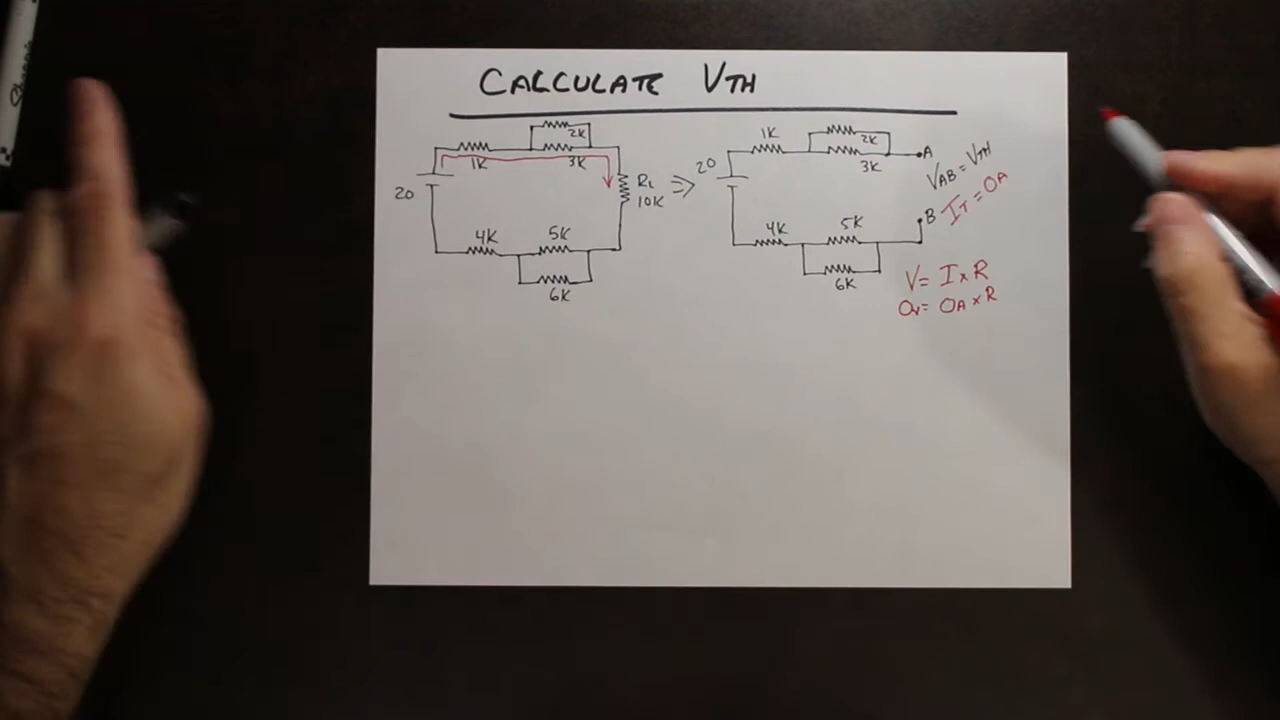 Sharpie
CALCULATE VTH
2K
1K
3K
20
RL
10K
4K
5K
6K
1K
2K
20
3K
A
VAB = VTH
IT = 0A
B
4K
5K
6K
V = I x R
0v = 0A x R